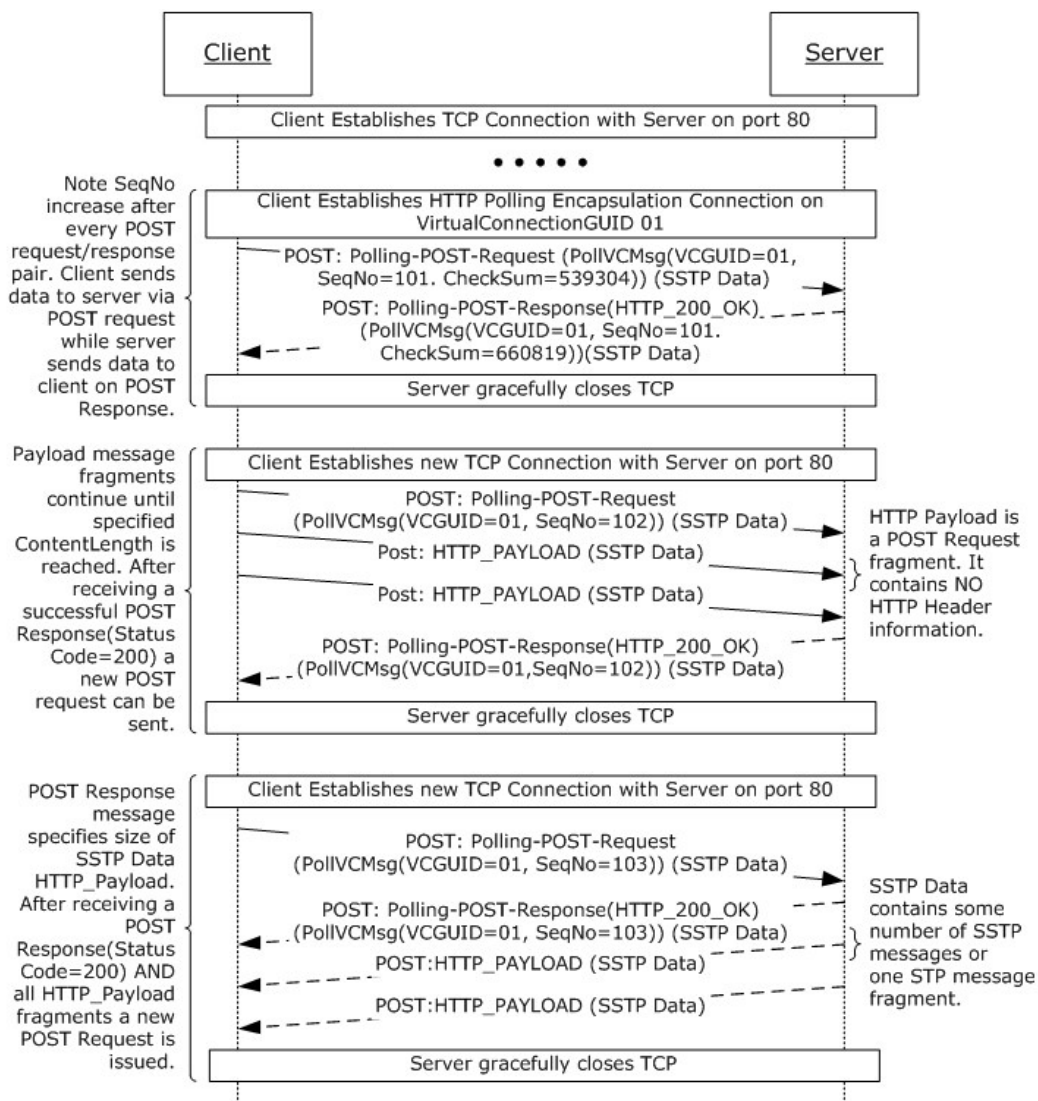 Client
Server
Client Establishes TCP Connection with Server on port 80
Note SeqNo
increase after
every POST
request/response
pair. Client sends
data to server via
POST request
while server
sends data to
client on POST
Response.
Client Establishes HTTP Polling Encapsulation Connection on
VirtualConnectionGUID 01
POST: Polling-POST-Request (PollVCMsg(VCGUID=01,
SeqNo=101. CheckSum=539304)) (SSTP Data)
POST: Polling-POST-Response(HTTP_200_OK)
(PollVCMsg(VCGUID=01, SeqNo=101.
CheckSum=660819))(SSTP Data)
Server gracefully closes TCP
Payload message
fragments
continue until
specified
ContentLength is
reached. After
receiving a
successful POST
Response(Status
Code=200) a
new POST
request can be
sent.
Client Establishes new TCP Connection with Server on port 80
POST: Polling-POST-Request
(PollVCMsg(VCGUID=01, SeqNo=102)) (SSTP Data)
Post: HTTP_PAYLOAD (SSTP Data)
Post: HTTP_PAYLOAD (SSTP Data)
POST: Polling-POST-Response(HTTP_200_OK)
(PollVCMsg(VCGUID=01,SeqNo=102)) (SSTP Data)
HTTP Payload is
a POST Request
fragment. It
contains NO
HTTP Header
information.
Server gracefully closes TCP
POST Response
message
specifies size of
SSTP Data
HTTP_Payload.
After receiving a
POST
Response(Status
Code=200) AND
all HTTP_Payload
fragments a new
POST Request is
issued.
Client Establishes new TCP Connection with Server on port 80
POST: Polling-POST-Request
(PollVCMsg(VCGUID=01, SeqNo=103)) (SSTP Data)
POST: Polling-POST-Response(HTTP_200_OK)
(PollVCMsg(VCGUID=01, SeqNo=103)) (SSTP Data)
POST:HTTP_PAYLOAD (SSTP Data)
POST:HTTP_PAYLOAD (SSTP Data)
SSTP Data
contains some
number of SSTP
messages or
one STP message
fragment.
Server gracefully closes TCP